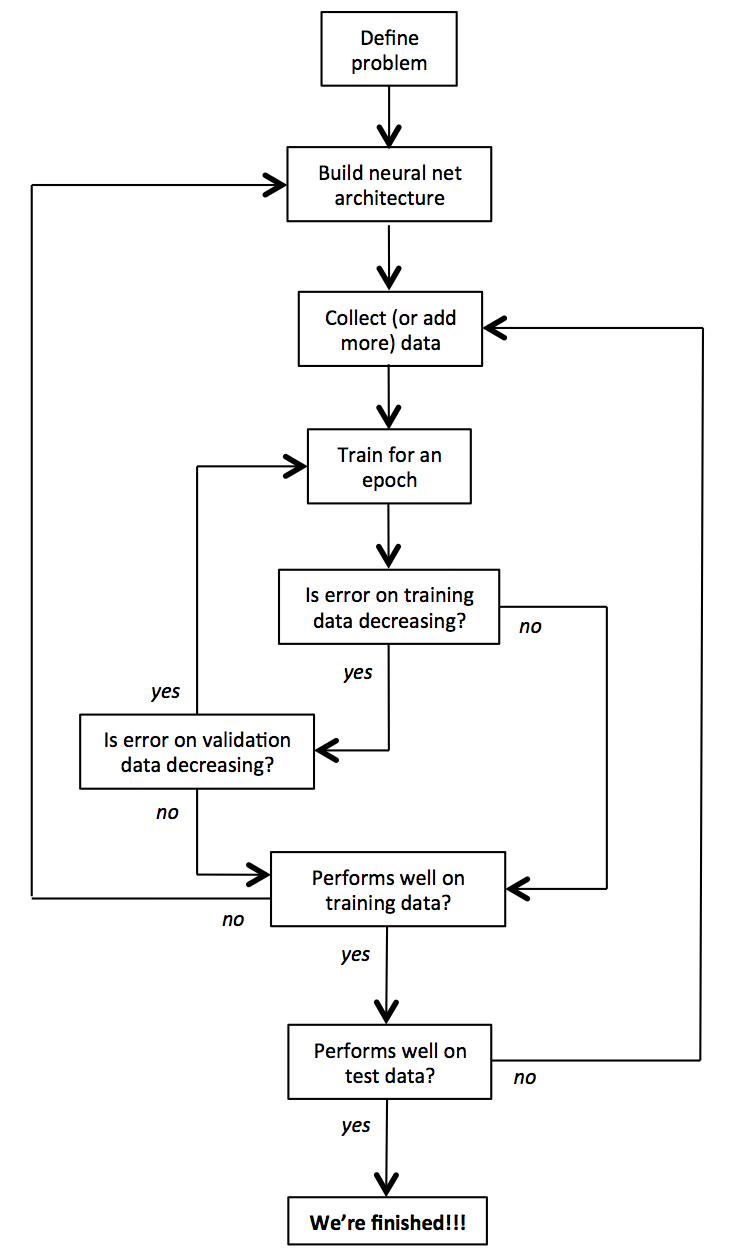 Define
problem
Build neural net
architecture
Collect (or add
more) data
Train for an
epoch
Is error on training
data decreasing?
no
yes
yes
Is error on validation
data decreasing?
no
Performs well on
training data?
no
yes
Performs well on
test data?
no
yes
We're finished!!!